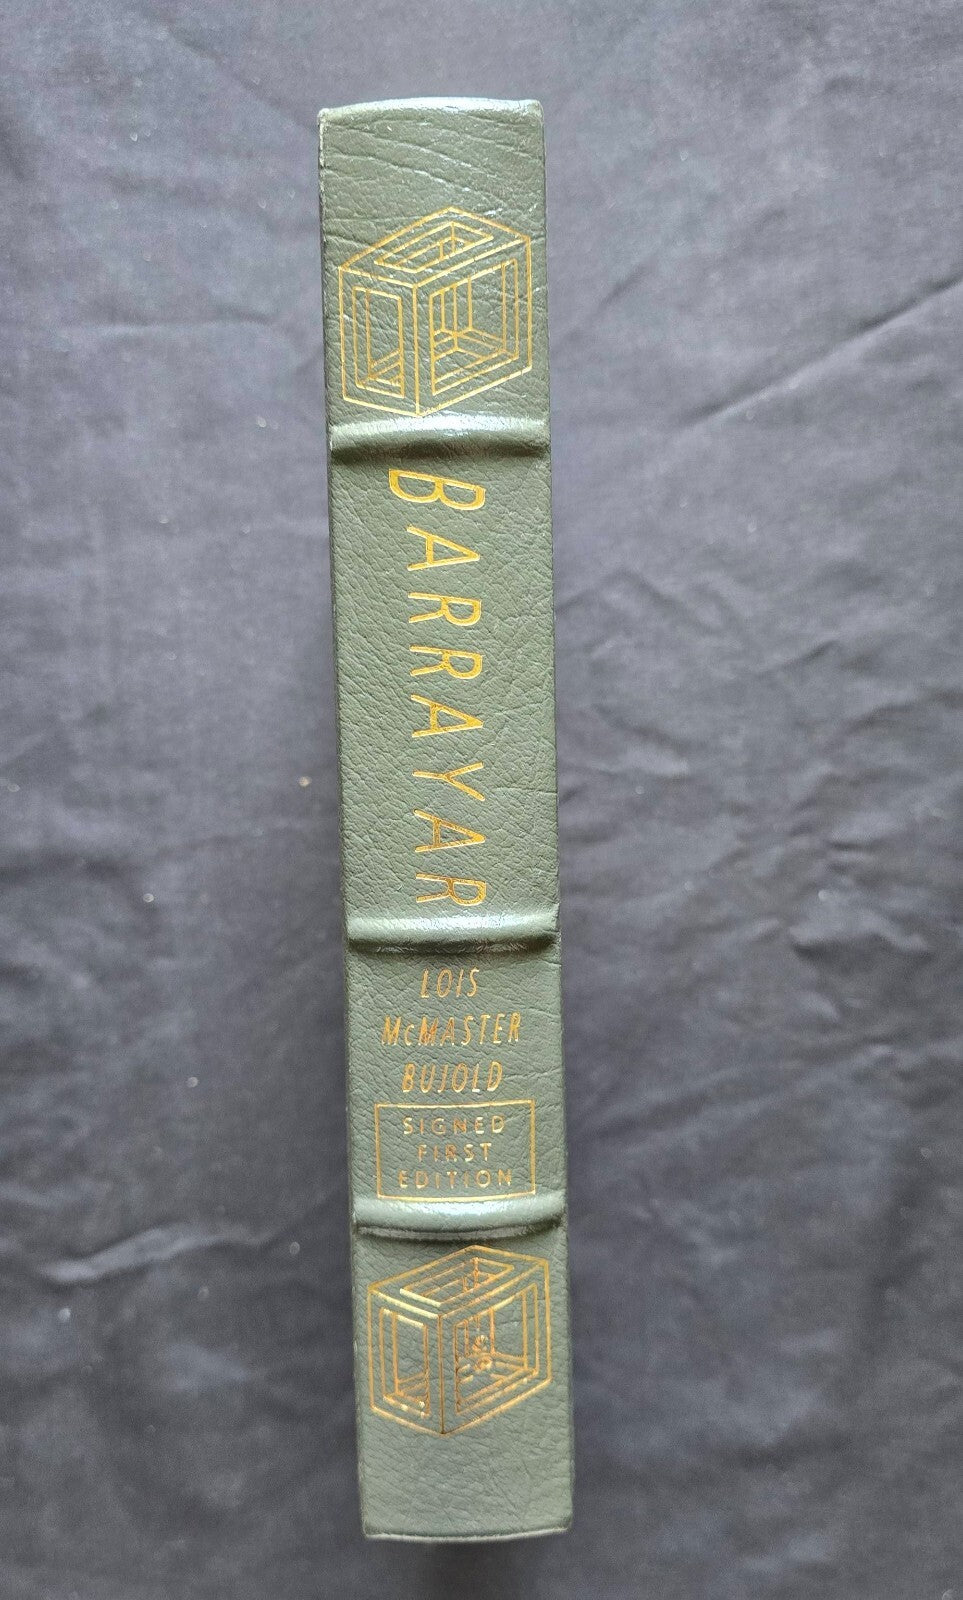 BARRAYAR
LOIS
McMASTER
BUJOLD
SIGNED
FIRST
EDITION